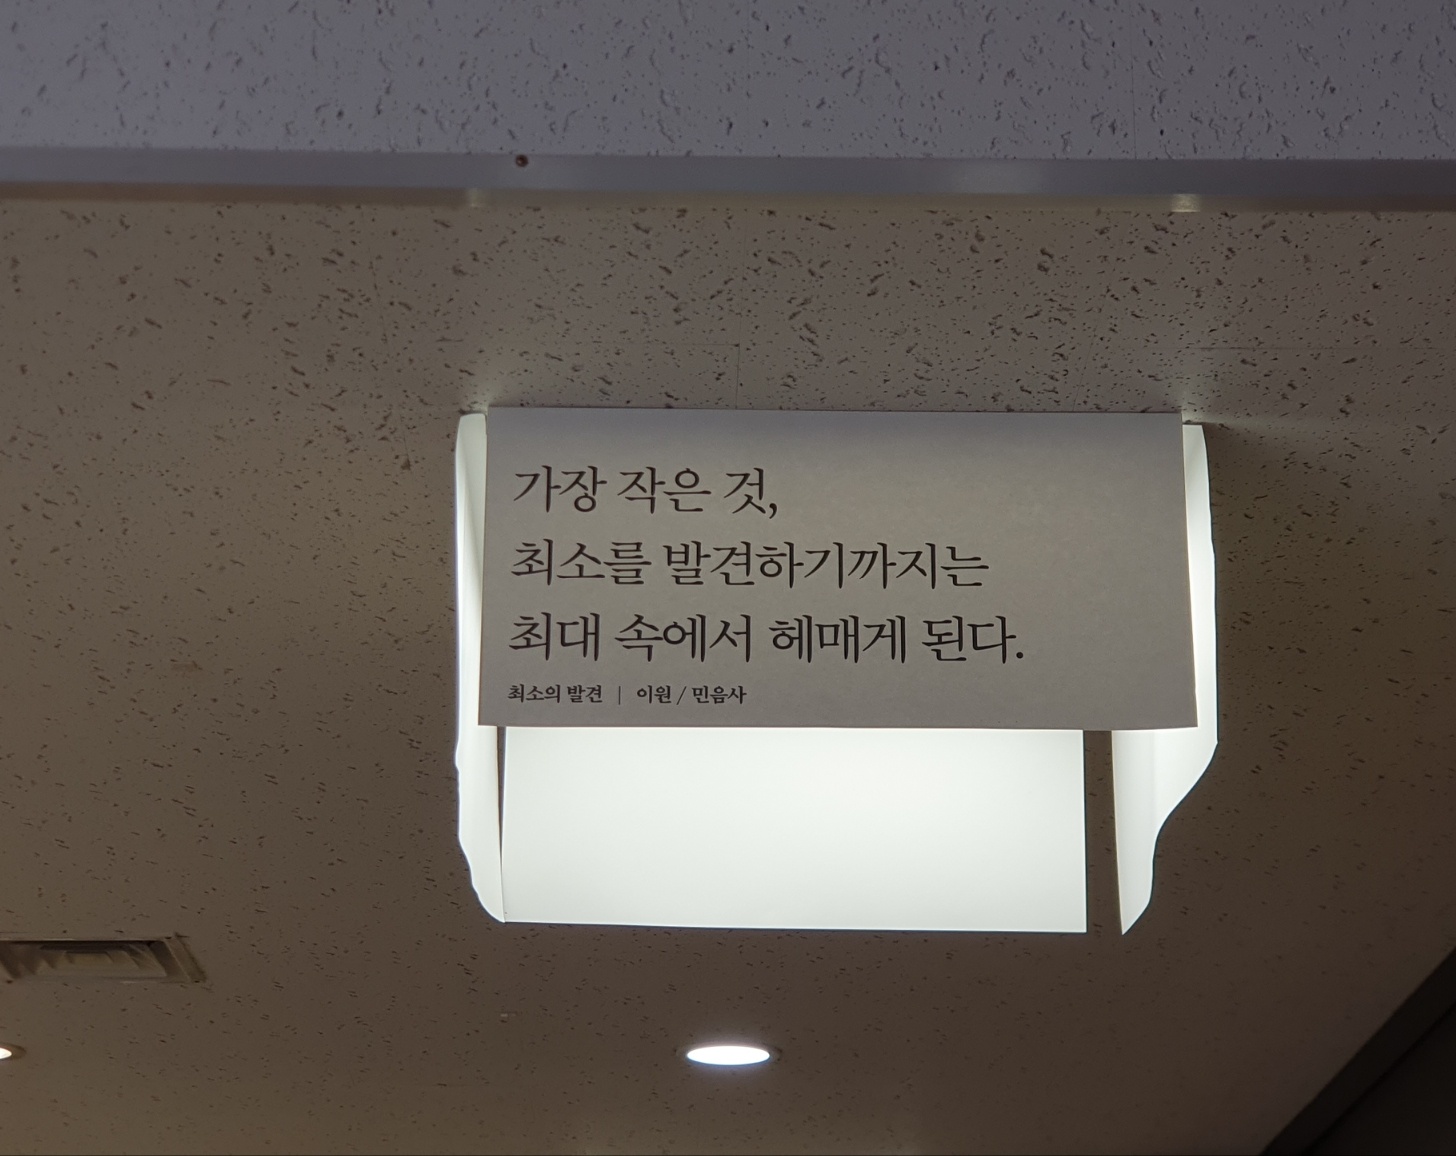 가장 작은 것,
최소를 발견하기까지는
최대 속에서 헤매게 된다.
최소의 발견 | 이원 / 민음사